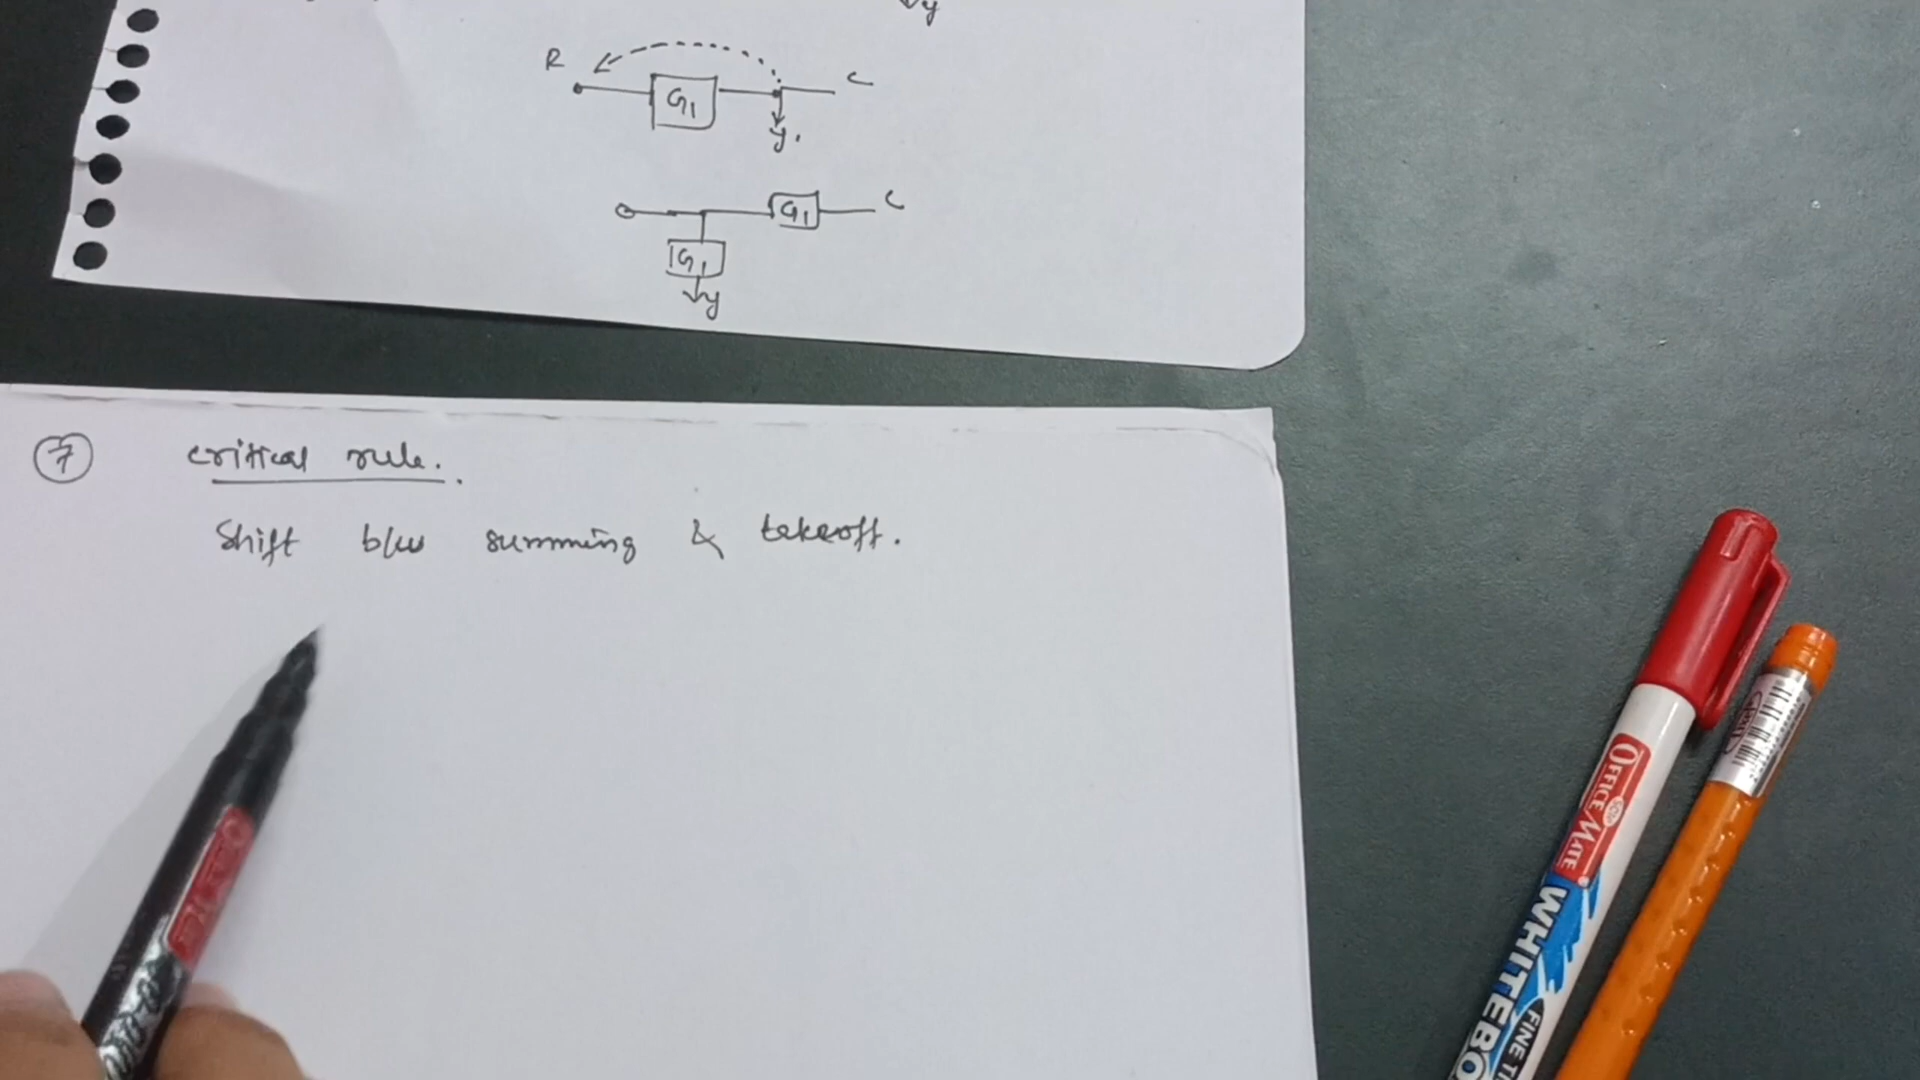 y
R
G1
C
y.
G1
C
G1
y
7 critical rule.
Shift b/w summing & takeoff.
OFFICE MATE
WHITEBO
FINE T